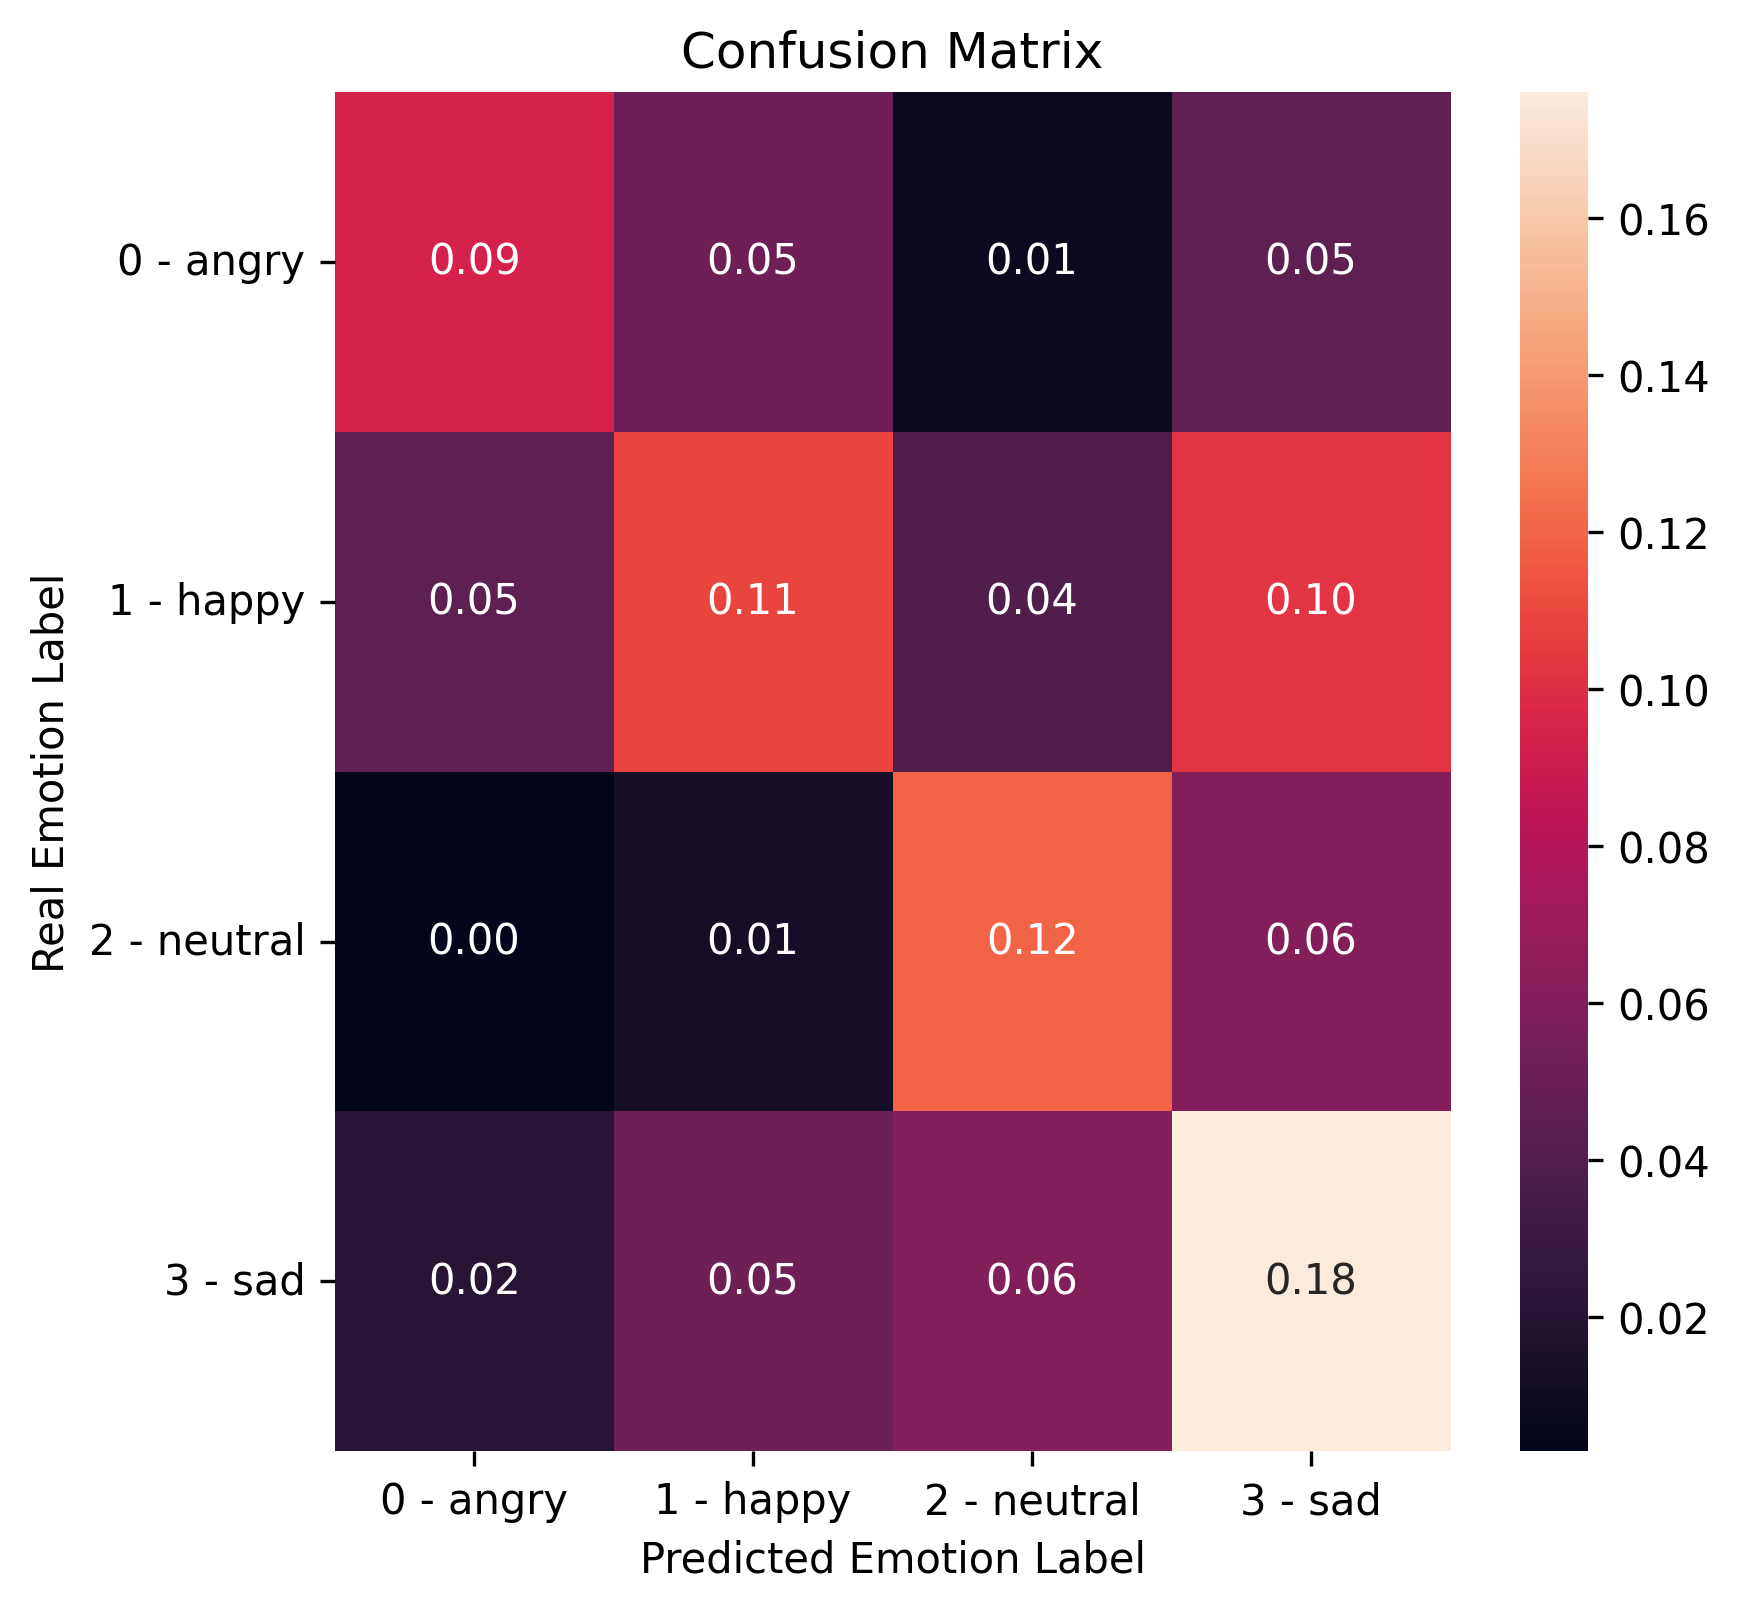 Confusion Matrix
0 - angry 0.09 0.05 0.01 0.05
1 - happy 0.05 0.11 0.04 0.10
2 - neutral 0.00 0.01 0.12 0.06
3 - sad 0.02 0.05 0.06 0.18
0 - angry 1 - happy 2 - neutral 3 - sad
Predicted Emotion Label
Real Emotion Label
0.16
0.14
0.12
0.10
0.08
0.06
0.04
0.02